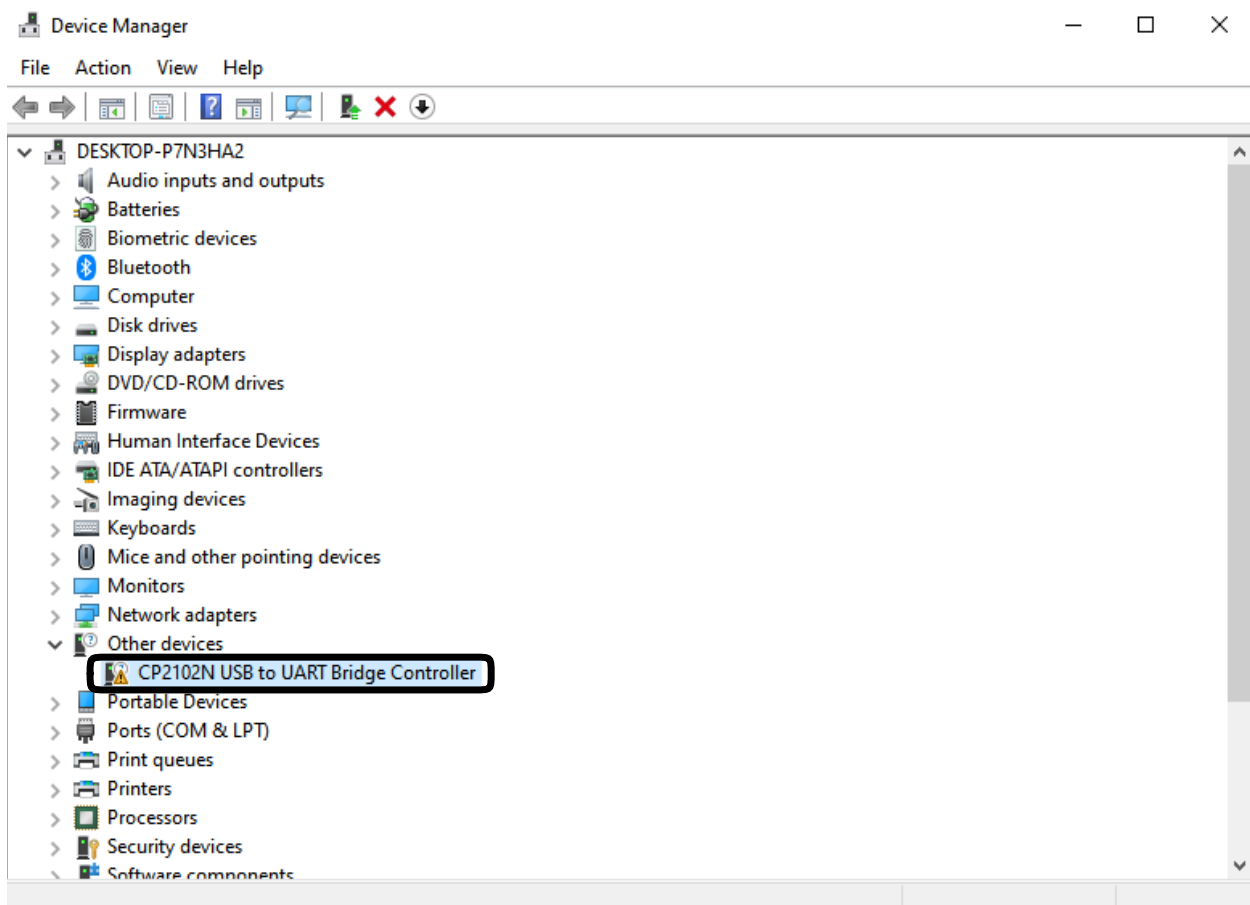 Device Manager
File Action View Help
DESKTOP-P7N3HA2
Audio inputs and outputs
Batteries
Biometric devices
Bluetooth
Computer
Disk drives
Display adapters
DVD/CD-ROM drives
Firmware
Human Interface Devices
IDE ATA/ATAPI controllers
Imaging devices
Keyboards
Mice and other pointing devices
Monitors
Network adapters
Other devices
CP2102N USB to UART Bridge Controller
Portable Devices
Ports (COM & LPT)
Print queues
Printers
Processors
Security devices
Software components